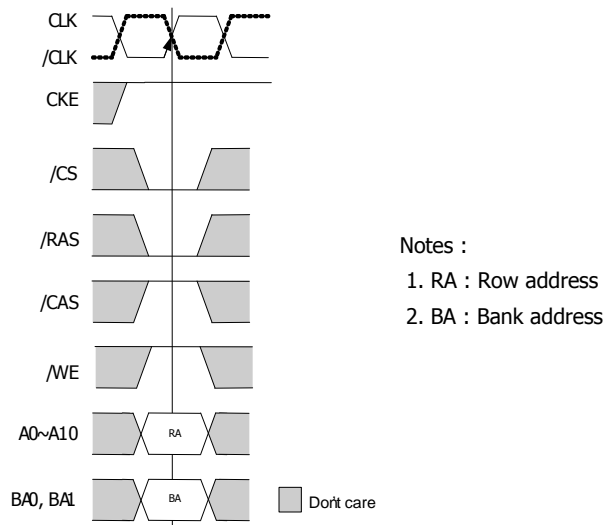 CLK
/CLK
CKE
/CS
/RAS
/CAS
/WE
A0~A10
RA
BA0, BA1
BA
Don't care
Notes :
1. RA : Row address
2. BA : Bank address